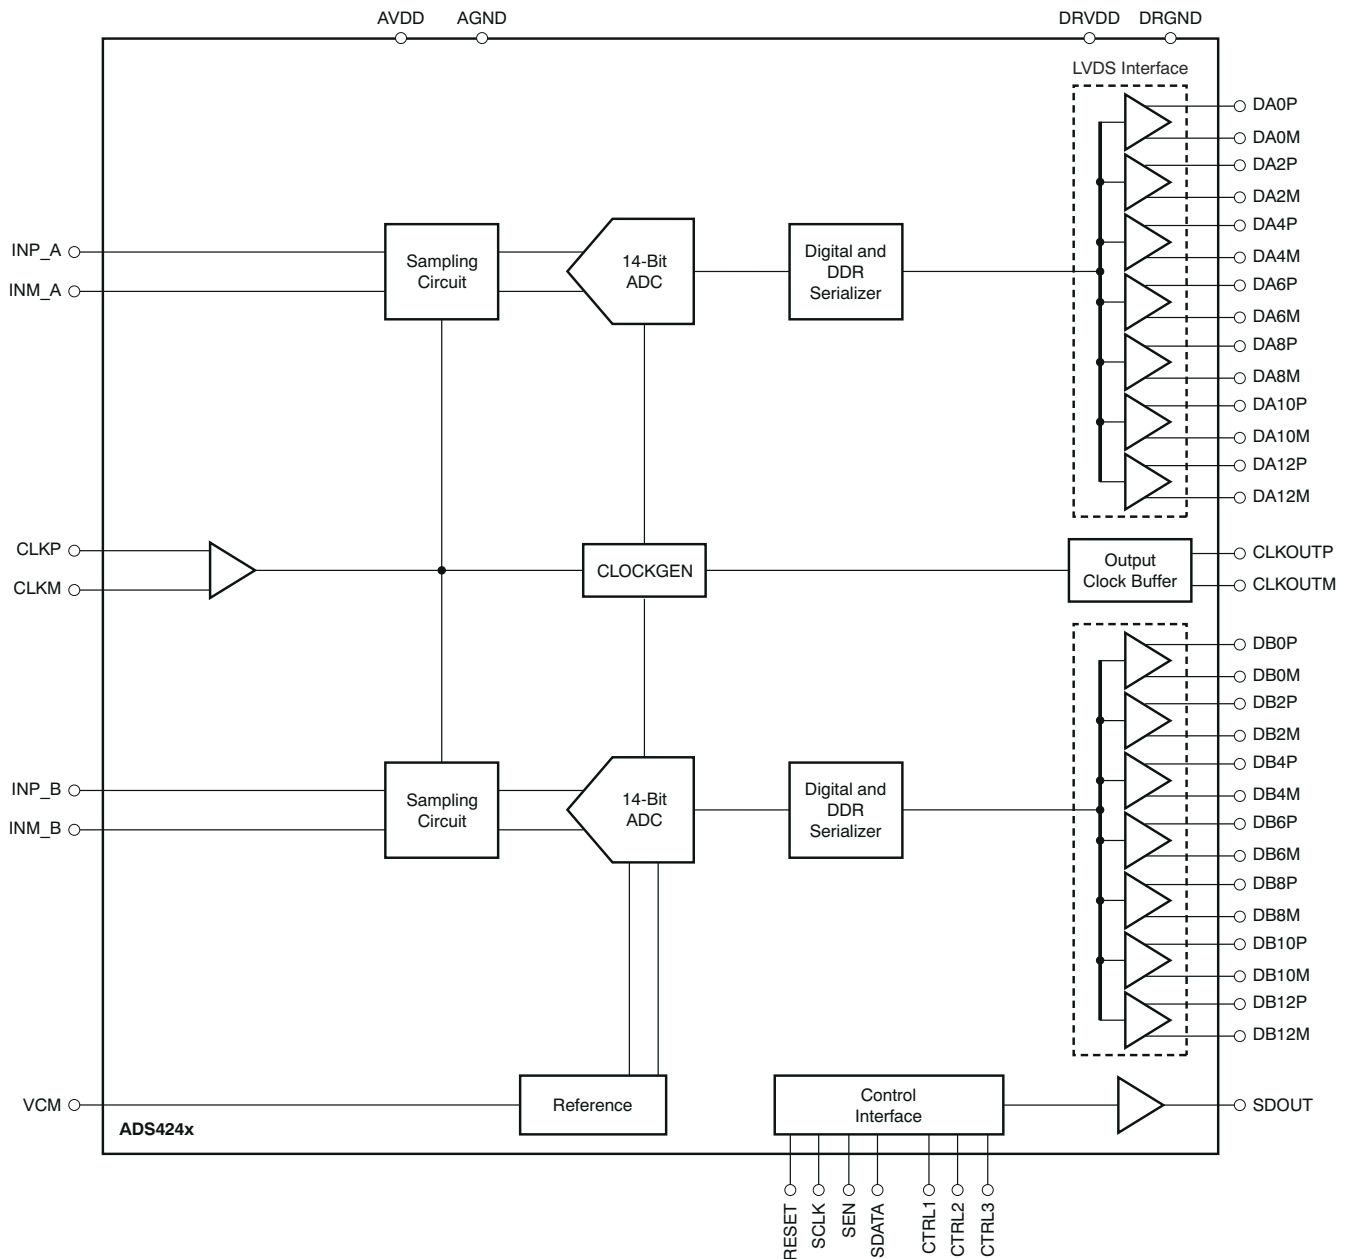 AVDD
AGND
DRVDD
DRGND
LVDS Interface
DA0P
DA0M
DA2P
DA2M
DA4P
DA4M
DA6P
DA6M
DA8P
DA8M
DA10P
DA10M
DA12P
DA12M
INP_A
INM_A
Sampling
Circuit
14-Bit
ADC
Digital and
DDR
Serializer
CLKP
CLKM
CLOCKGEN
Output
Clock Buffer
CLKOUTP
CLKOUTM
DB0P
DB0M
DB2P
DB2M
DB4P
DB4M
DB6P
DB6M
DB8P
DB8M
DB10P
DB10M
DB12P
DB12M
INP_B
INM_B
Sampling
Circuit
14-Bit
ADC
Digital and
DDR
Serializer
VCM
Reference
Control
Interface
SDOUT
ADS424x
RESET
SCLK
SEN
SDATA
CTRL1
CTRL2
CTRL3